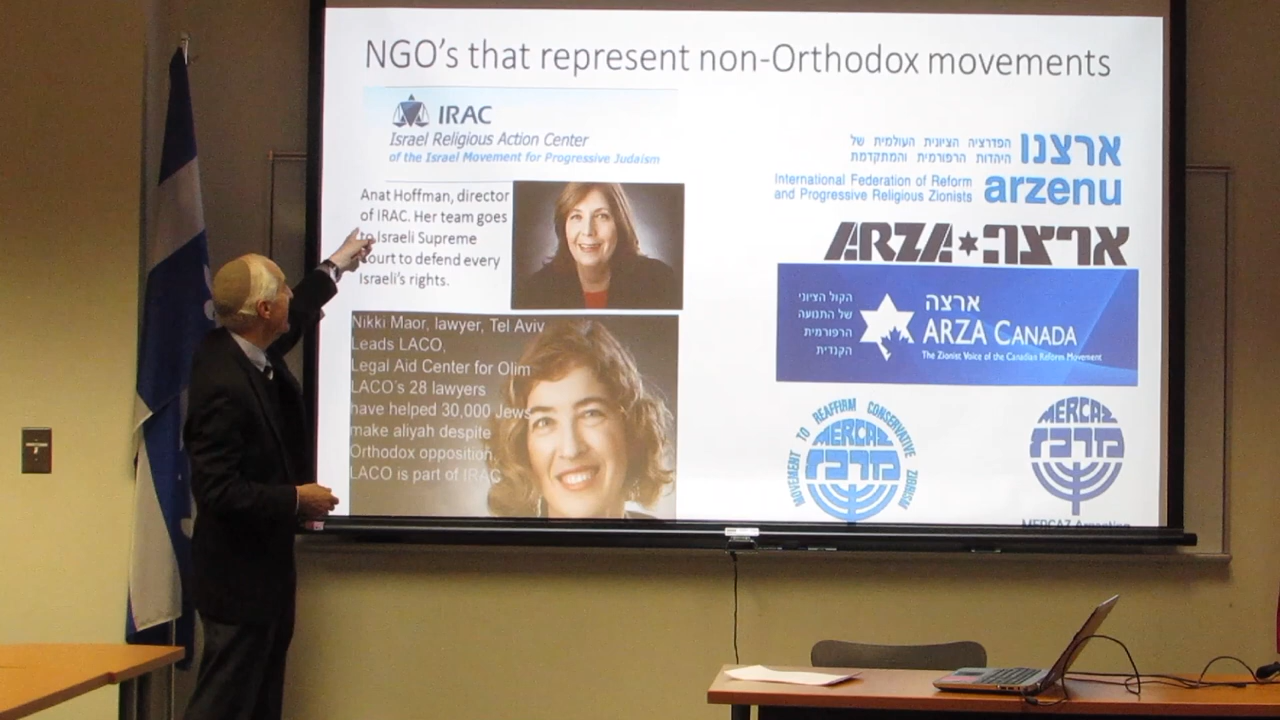 NGO's that represent non-Orthodox movements
IRAC
Israel Religious Action Center
of the Israel Movement for Progressive Judaism
Anat Hoffman, director
of IRAC. Her team goes
to Israeli Supreme
Court to defend every
Israeli's rights.
Nikki Maor, lawyer, Tel Aviv
Leads LACO,
Legal Aid Center for Olim
LACO's 28 lawyers
have helped 30,000 Jews
make aliyah despite
Orthodox opposition
LACO is part of IRAC
ארצנו
הפדרציה הציונית העולמית של
היהדות הרפורמית והמתקדמת
International Federation of Reform
and Progressive Religious Zionists
arzenu
ARZA ארצה
הקול הציוני
של התנועה
הרפורמית
הקנדית
ארצה
ARZA CANADA
The Zionist Voice of the Canadian Reform Movement
MOVEMENT TO REAFFIRM CONSERVATIVE ZIONISM
MERCAZ
מרכז
MERCAZ
מרכז
MERCAZ Argentina